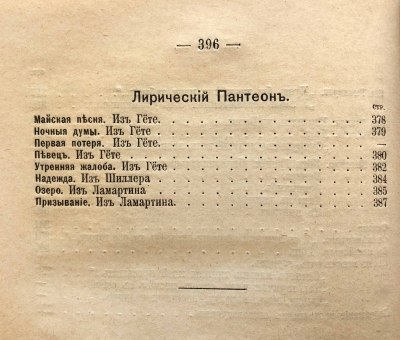 — 396 —
Лирическій Пантеонъ.
СТР.
Майская пѣсня. Изъ Гёте. . . . . . . . . . . . . 378
Ночныя думы. Изъ Гёте . . . . . . . . . . . . . 379
Первая потеря. Изъ Гёте. . . . . . . . . . . . . —
Пѣвецъ. Изъ Гёте . . . . . . . . . . . . . 380
Утренняя жалоба. Изъ Гёте . . . . . . . . . . . . . 382
Надежда. Изъ Шиллера . . . . . . . . . . . . . 384
Озеро. Изъ Ламартина . . . . . . . . . . . . . 385
Призываніе. Изъ Ламартина. . . . . . . . . . . . . 387